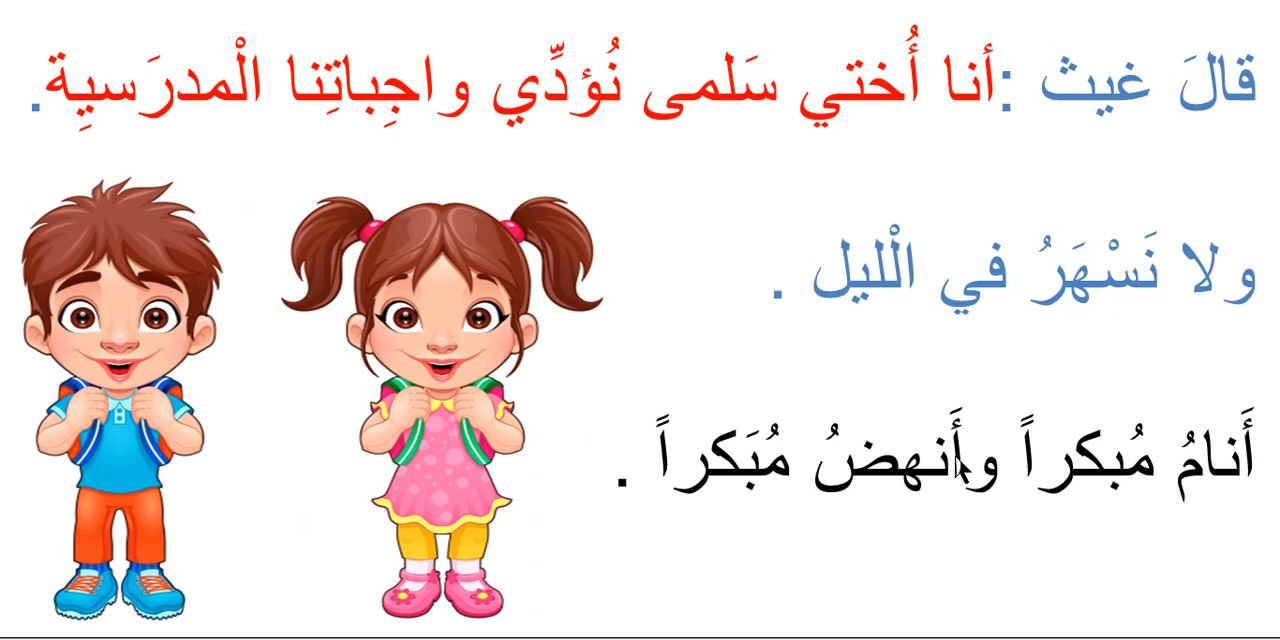 قالَ غيث :أنا أُختي سَلمى نُؤدِّي واجِباتِنا الْمدرَسيِة.
ولا نَسْهَرُ في الْليل .
أَنامُ مُبكراً وأَنهضُ مُبَكراً .